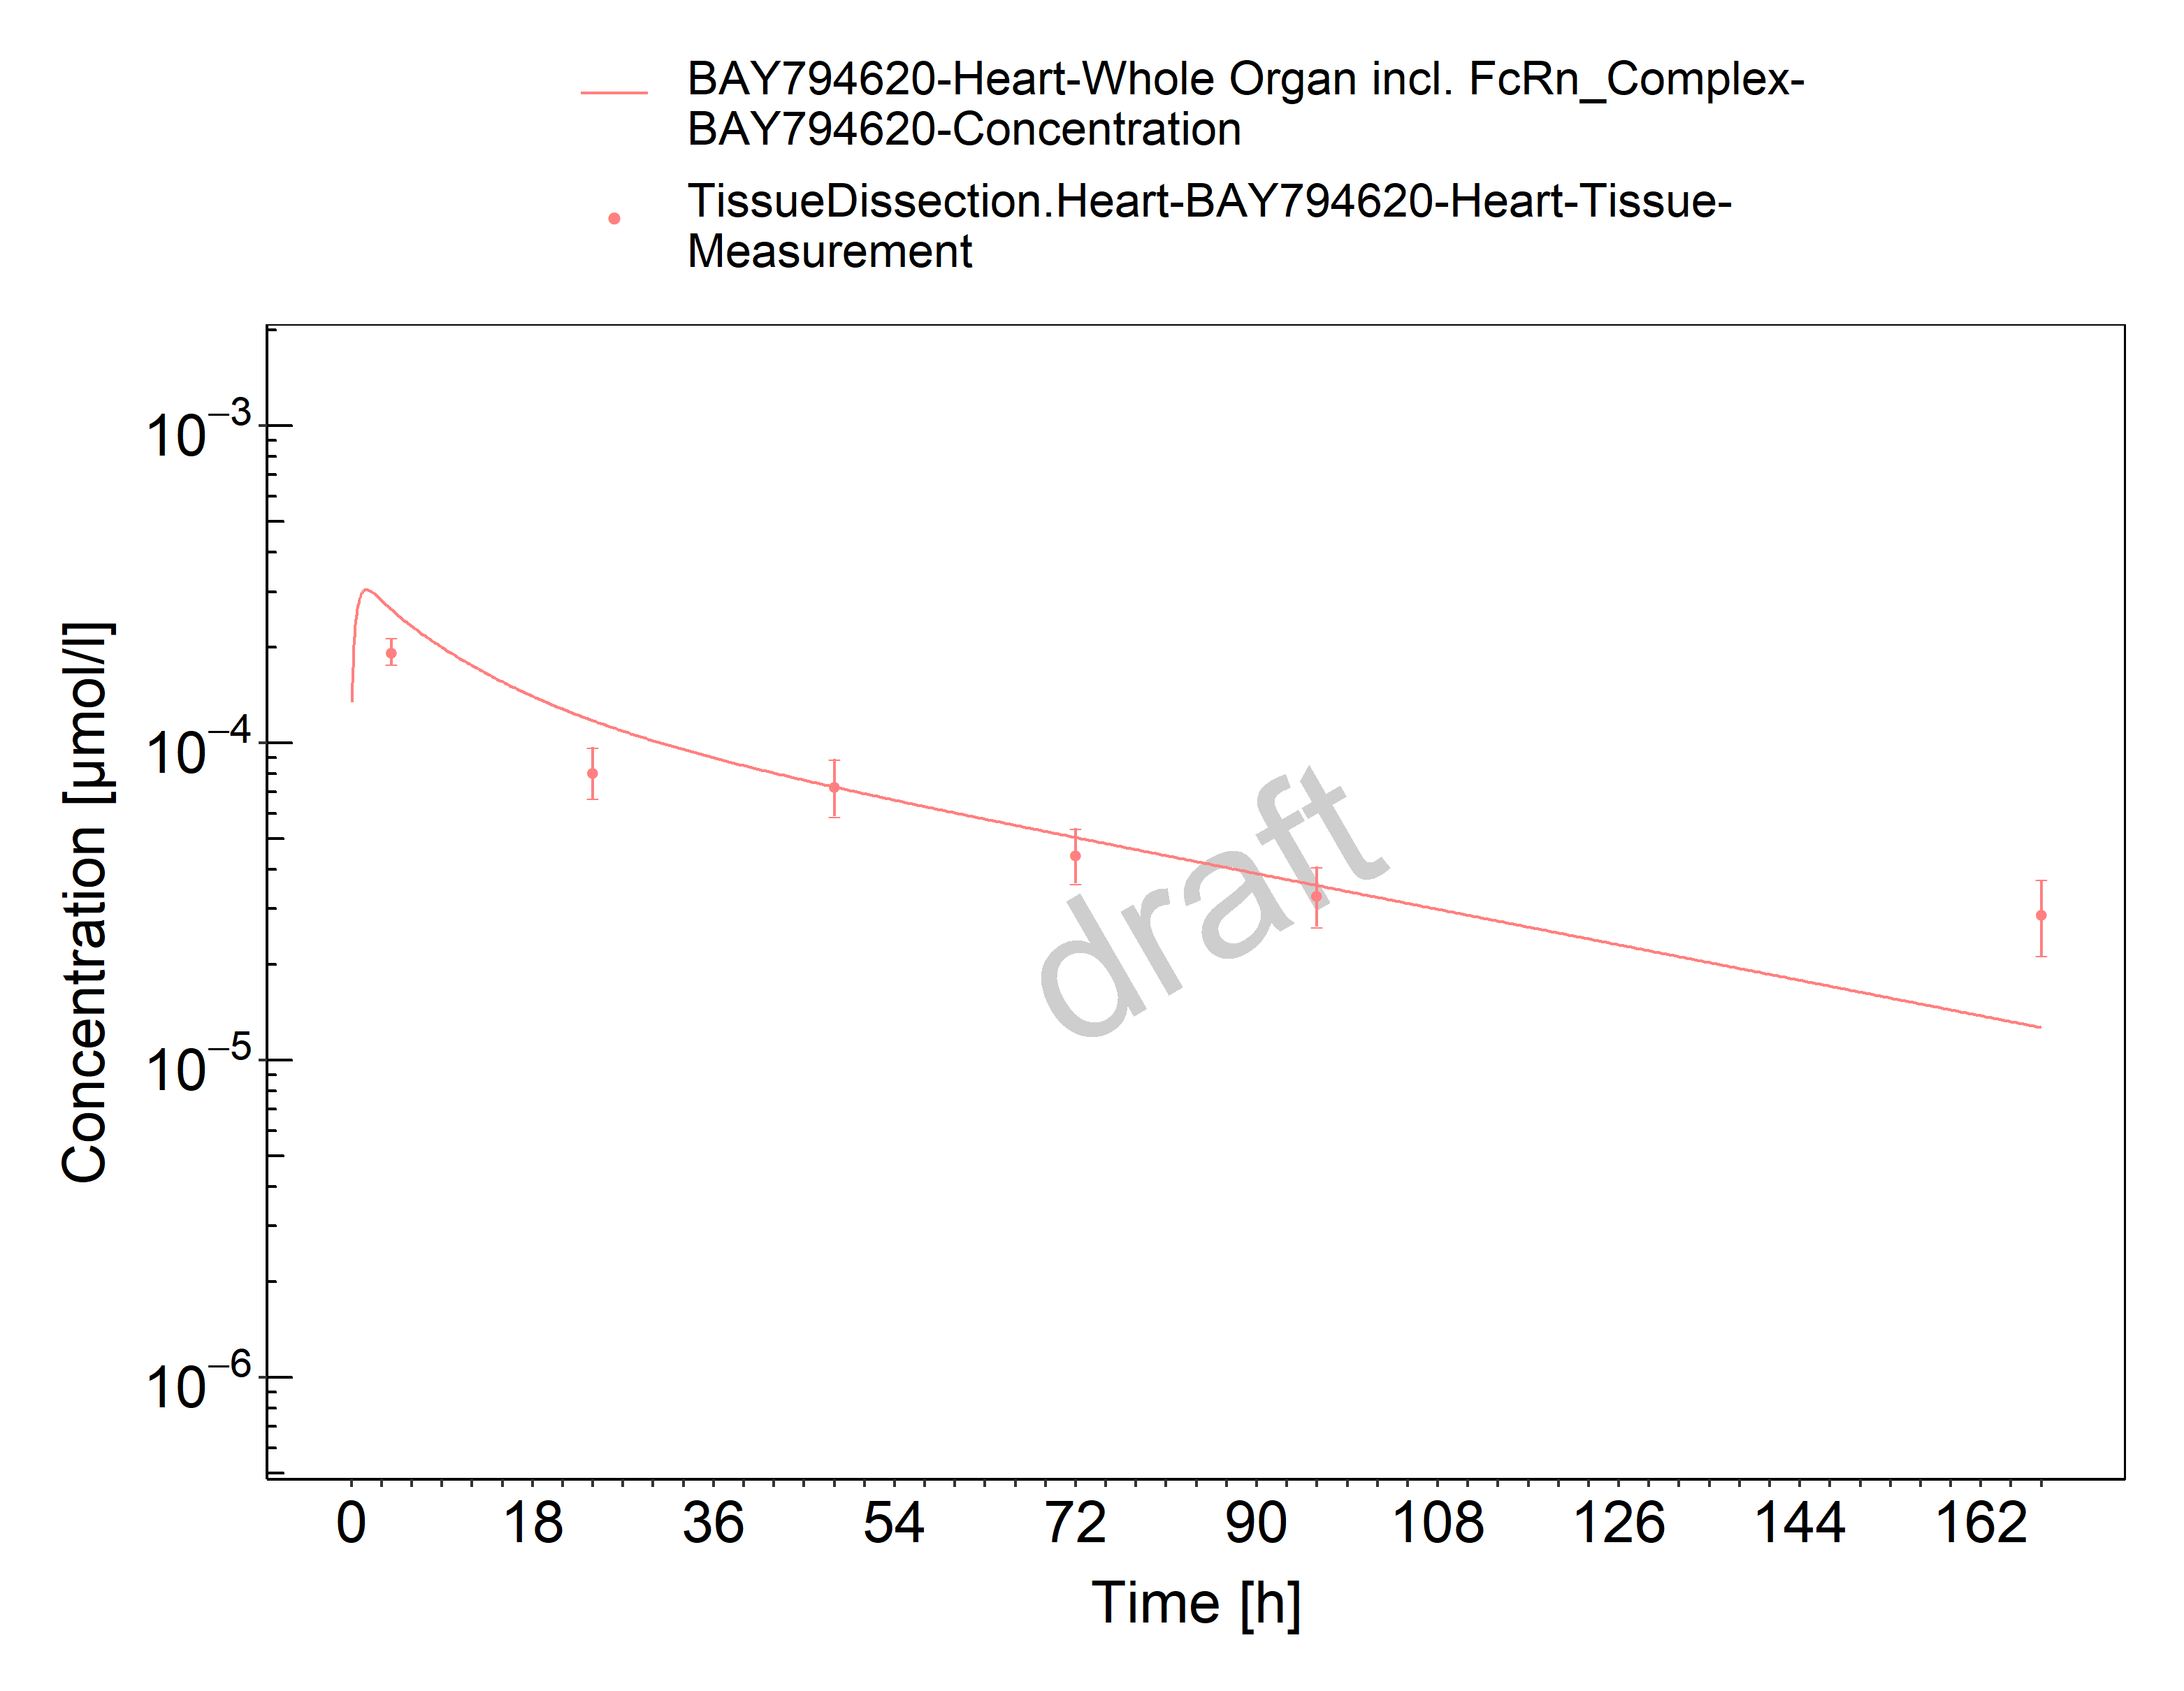 BAY794620-Heart-Whole Organ incl. FcRn_Complex-
BAY794620-Concentration
TissueDissection.Heart-BAY794620-Heart-Tissue-
Measurement
Concentration [µmol/l]
10⁻³
10⁻⁴
10⁻⁵
10⁻⁶
draft
0 18 36 54 72 90 108 126 144 162
Time [h]